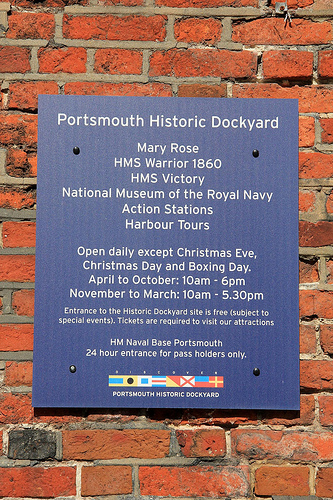 Portsmouth Historic Dockyard
Mary Rose
HMS Warrior 1860
HMS Victory
National Museum of the Royal Navy
Action Stations
Harbour Tours
Open daily except Christmas Eve,
Christmas Day and Boxing Day.
April to October: 10am - 6pm
November to March: 10am - 5.30pm
Entrance to the Historic Dockyard site is free (subject to
special events). Tickets are required to visit our attractions
HM Naval Base Portsmouth
24 hour entrance for pass holders only.
DISCOVER
PORTSMOUTH HISTORIC DOCKYARD